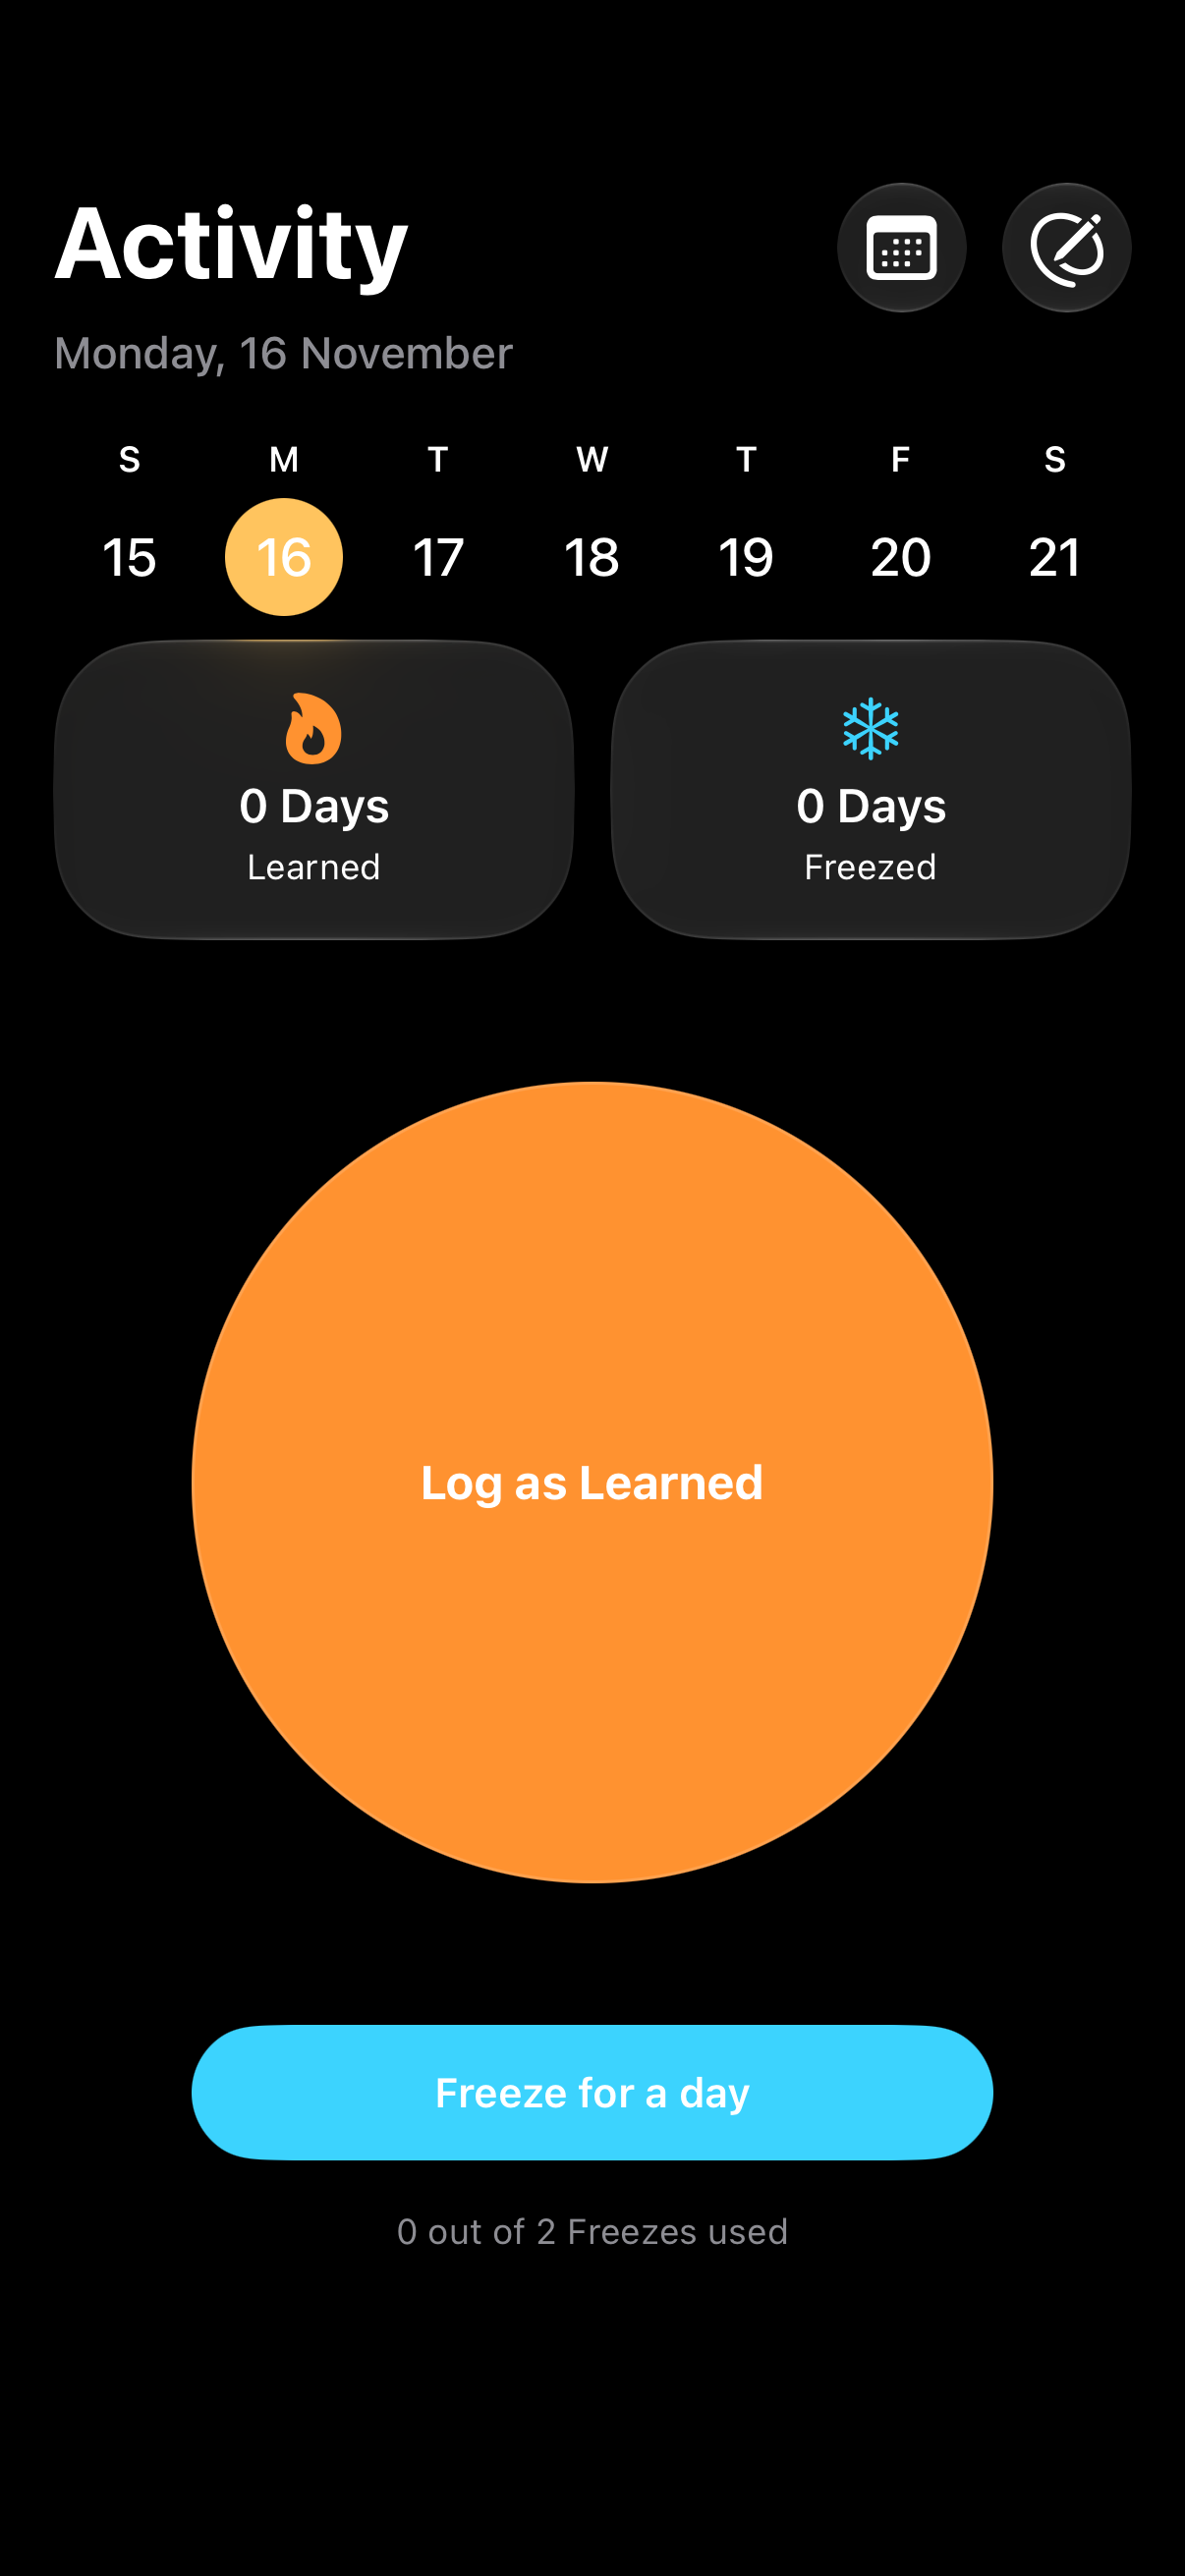 Activity
Monday, 16 November
S M T W T F S
15 16 17 18 19 20 21
0 Days
Learned
0 Days
Freezed
Log as Learned
Freeze for a day
0 out of 2 Freezes used